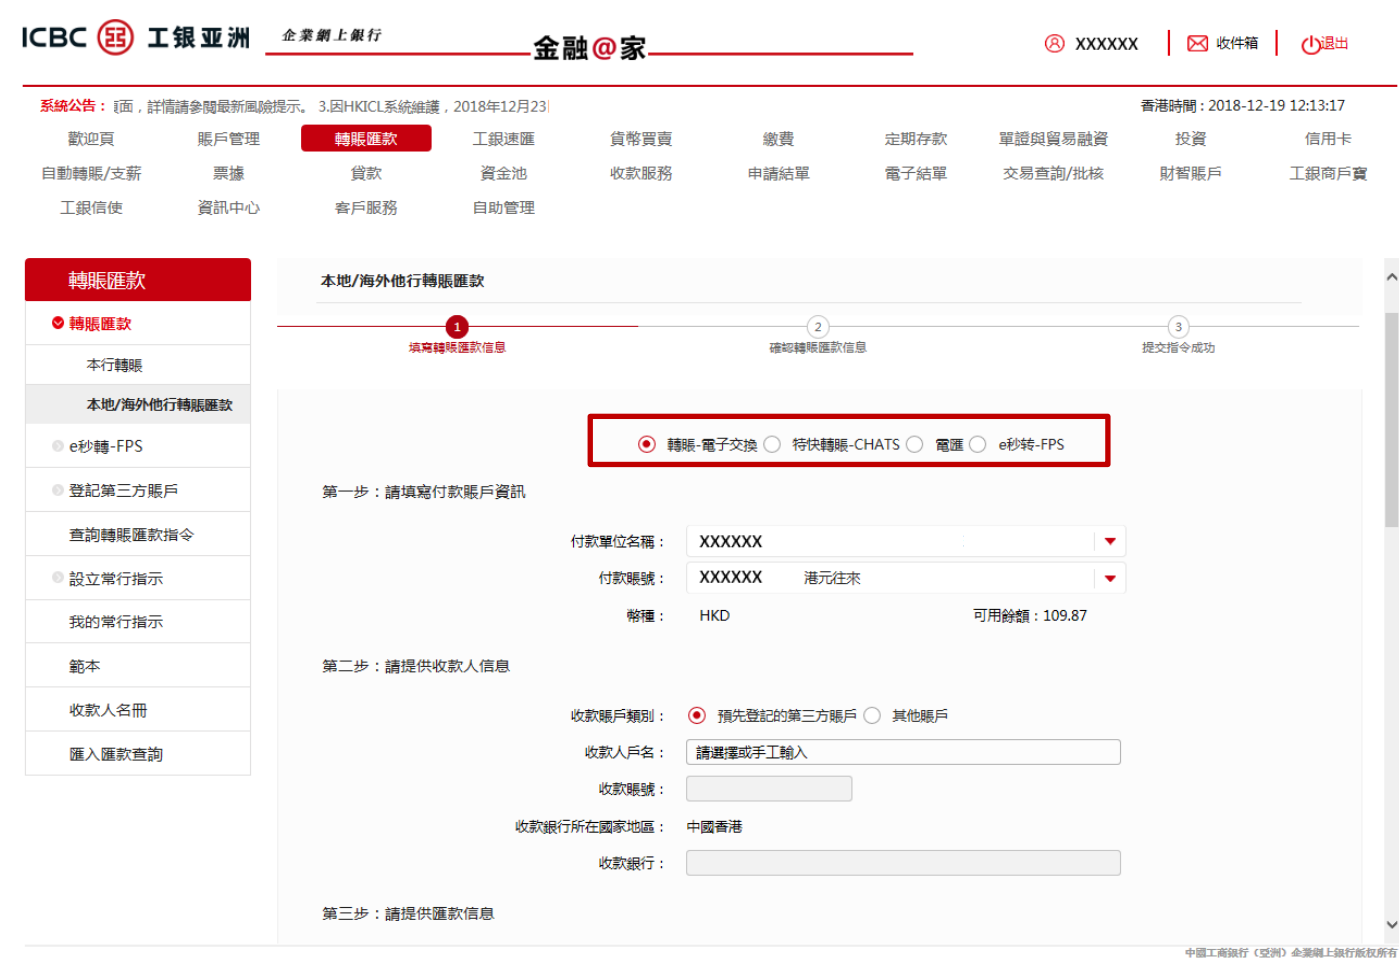 ICBC 工银亚洲 企業網上銀行 金融@家 XXXXXX 收件箱 退出
系統公告： 面，詳情請參閱最新風險提示。 3.因HKICL系統維護，2018年12月23 香港時間：2018-12-19 12:13:17
歡迎頁 賬戶管理 轉賬匯款 工銀速匯 貨幣買賣 繳費 定期存款 單證與貿易融資 投資 信用卡
自動轉賬/支薪 票據 貸款 資金池 收款服務 申請結單 電子結單 交易查詢/批核 財智賬戶 工銀商戶寶
工銀信使 資訊中心 客戶服務 自助管理
轉賬匯款
轉賬匯款
本行轉賬
本地/海外他行轉賬匯款
e秒轉-FPS
登記第三方賬戶
查詢轉賬匯款指令
設立常行指示
我的常行指示
範本
收款人名冊
匯入匯款查詢
本地/海外他行轉賬匯款
1 2 3
填寫轉賬匯款信息 確認轉賬匯款信息 提交指令成功
轉賬-電子交換 特快轉賬-CHATS 電匯 e秒转-FPS
第一步：請填寫付款賬戶資訊
付款單位名稱： XXXXXX
付款賬號： XXXXXX 港元往來
幣種： HKD 可用餘額：109.87
第二步：請提供收款人信息
收款賬戶類別： 預先登記的第三方賬戶 其他賬戶
收款人戶名： 請選擇或手工輸入
收款賬號：
收款銀行所在國家地區： 中國香港
收款銀行：
第三步：請提供匯款信息
中國工商銀行（亞洲）企業網上銀行版权所有